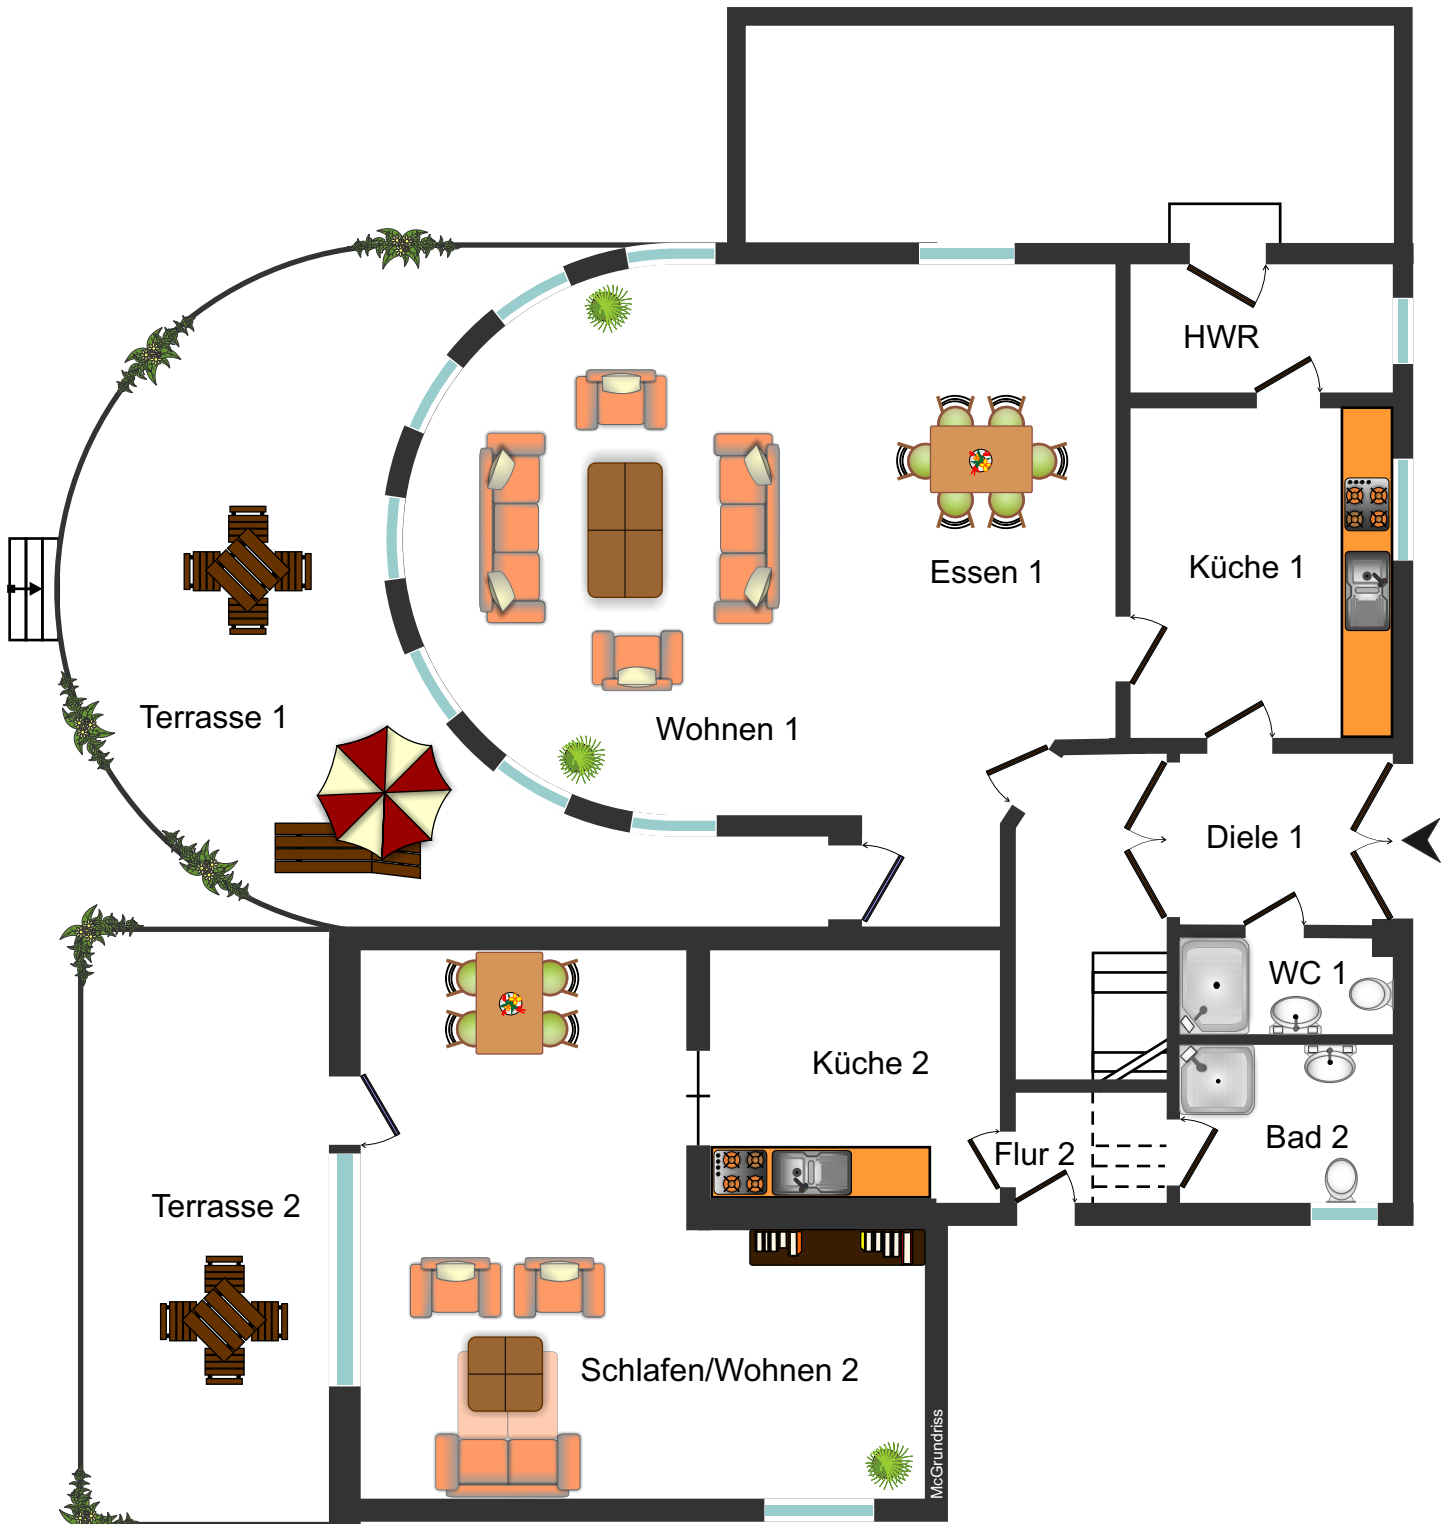 HWR
Küche 1
Essen 1
Terrasse 1
Wohnen 1
Diele 1
WC 1
Küche 2
Bad 2
Flur 2
Terrasse 2
Schlafen/Wohnen 2
McGrundriss